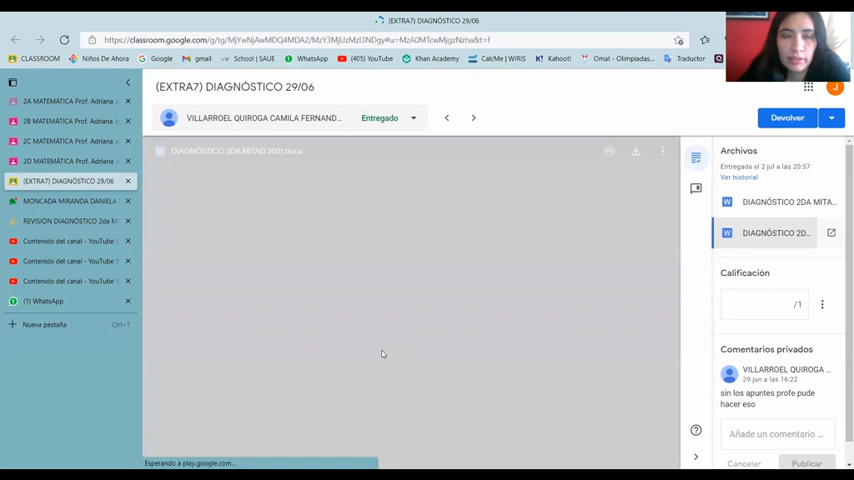 (EXTRA7) DIAGNÓSTICO 29/06
https://classroom.google.com/g/tg/
CLASSROOM Niños De Ahora Google gmail School | SAUE WhatsApp (405) YouTube Khan Academy CalcMe | WIRIS Kahoot! Omat - Olimpiadas... Traductor
2A MATEMÁTICA Prof. Adriana
2B MATEMÁTICA Prof. Adriana
2C MATEMÁTICA Prof. Adriana
2D MATEMÁTICA Prof. Adriana
(EXTRA7) DIAGNÓSTICO 29/06
MONCADA MIRANDA DANIELA
REVISIÓN DIAGNÓSTICO 2da
Contenido del canal - YouTube
Contenido del canal - YouTube
Contenido del canal - YouTube
(1) WhatsApp
Nueva pestaña Ctrl+T
(EXTRA7) DIAGNÓSTICO 29/06
J
VILLARROEL QUIROGA CAMILA FERNAND... Entregado
Devolver
DIAGNÓSTICO 2DA MITAD 2021.docx
Archivos
Entregada el 2 jul a las 20:57
Ver historial
W DIAGNÓSTICO 2DA MITA...
W DIAGNÓSTICO 2D...
Calificación
/1
Comentarios privados
VILLARROEL QUIROGA ...
29 jun a las 16:22
sin los apuntes profe pude
hacer eso
Añade un comentario ...
Cancelar Publicar
Esperando a play.google.com...